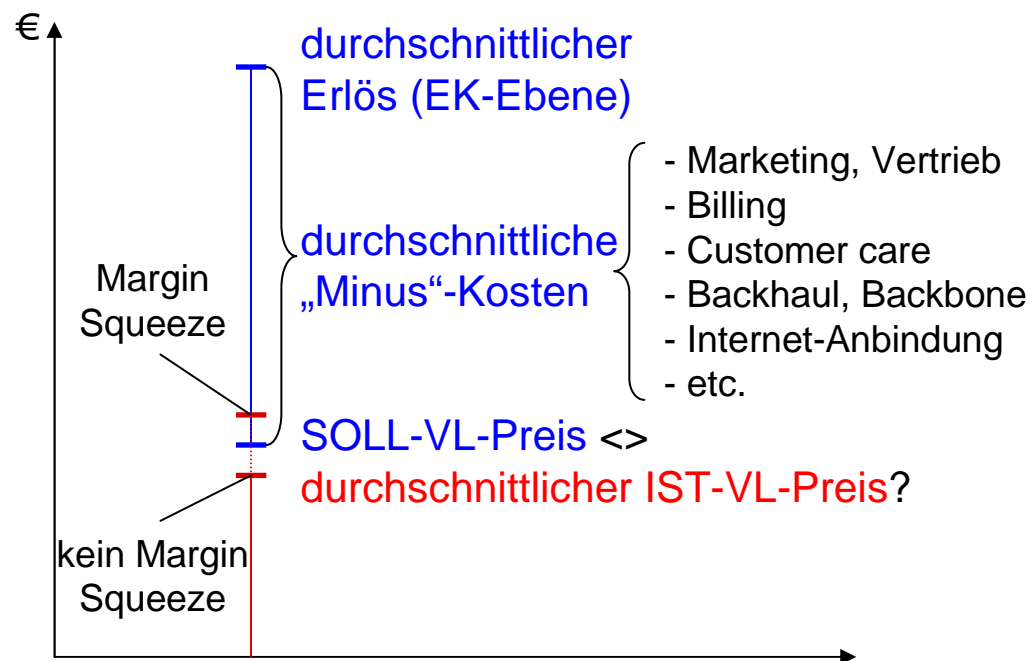 €
durchschnittlicher
Erlös (EK-Ebene)
- Marketing, Vertrieb
- Billing
- Customer care
- Backhaul, Backbone
- Internet-Anbindung
- etc.
durchschnittliche
„Minus“-Kosten
Margin
Squeeze
SOLL-VL-Preis <>
durchschnittlicher IST-VL-Preis?
kein Margin
Squeeze